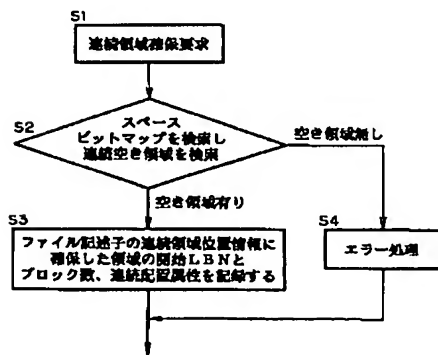 S1
連続領域確保要求
S2
スペース
ビットマップを検索し
連続空き領域を検索
空き領域無し
空き領域有り
S3
ファイル記述子の連続領域位置情報に
確保した領域の開始LBNと
ブロック数、連続配置属性を記録する
S4
エラー処理